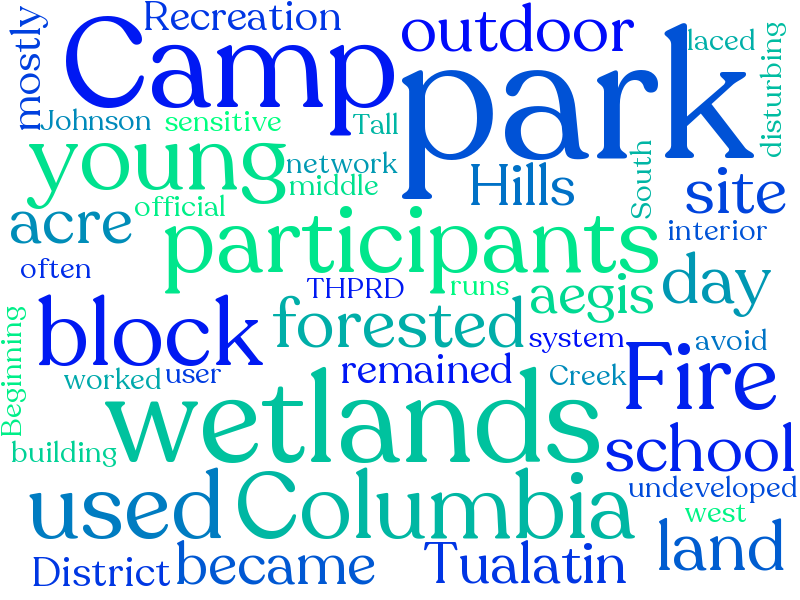 Recreation
mostly
Camp
outdoor
laced
park
disturbing
Johnson
sensitive
Tall
young
network
middle
Hills
South
site
official
acre
participants
interior
often
THPRD
runs
aegis
day
Beginning
block
forested
system
avoid
worked
user
remained
Creek
Fire
wetlands
building
school
used
Columbia
undeveloped
west
District
became
Tualatin
land